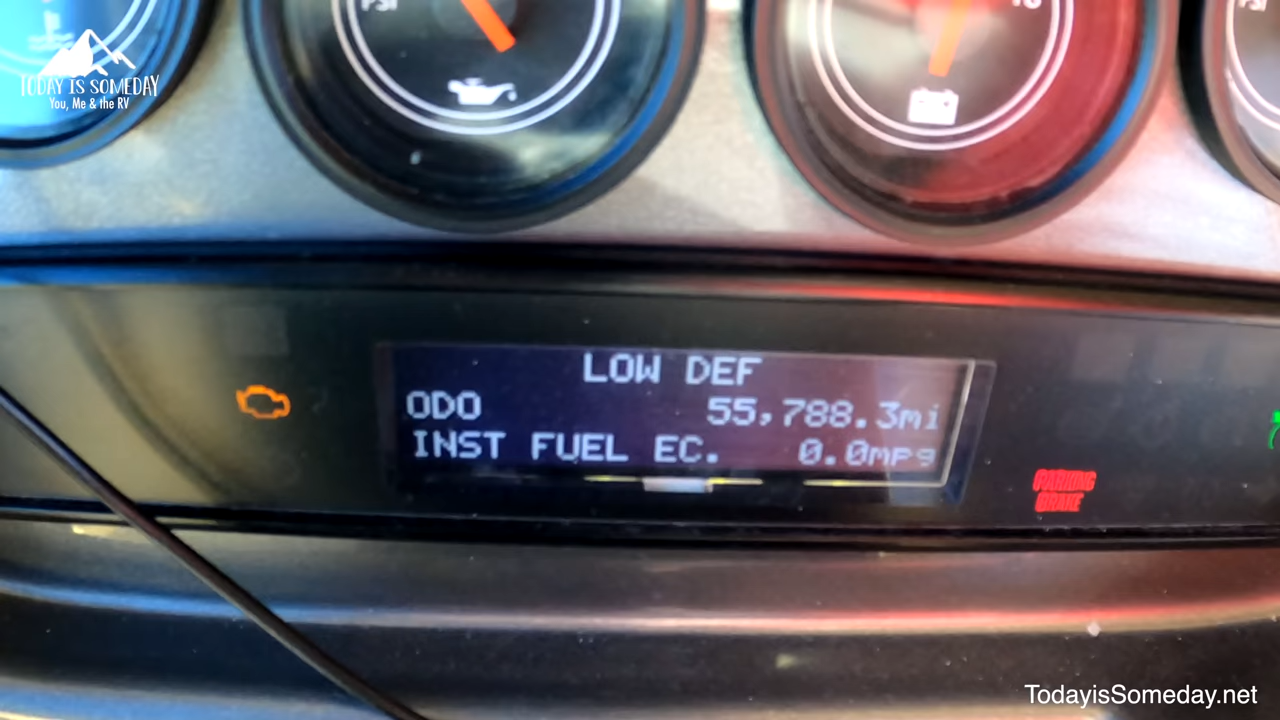 PSI
TODAY IS SOMEDAY
You, Me & the RV
LOW DEF
ODO 55,788.3mi
INST FUEL EC. 0.0mpg
PARKING
BRAKE
TodayisSomeday.net